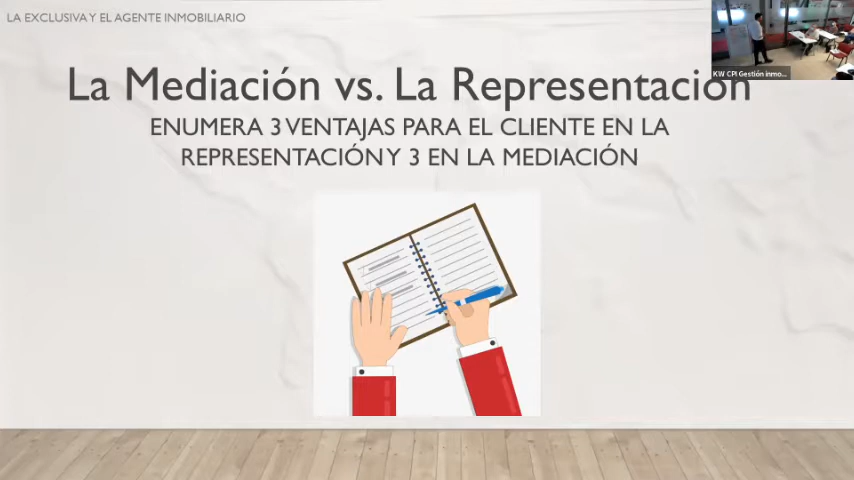 LA EXCLUSIVA Y EL AGENTE INMOBILIARIO
La Mediación vs. La Representación
ENUMERA 3 VENTAJAS PARA EL CLIENTE EN LA
REPRESENTACIÓN Y 3 EN LA MEDIACIÓN
KW CPI Gestión inmo...